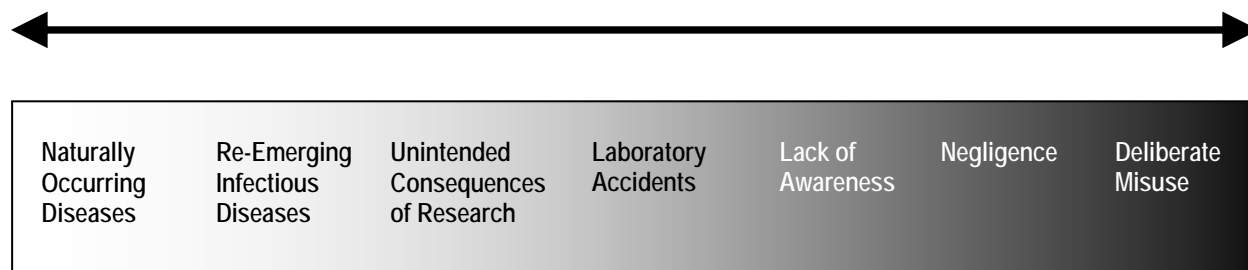 Naturally
Occurring
Diseases
Re-Emerging
Infectious
Diseases
Unintended
Consequences
of Research
Laboratory
Accidents
Lack of
Awareness
Negligence
Deliberate
Misuse